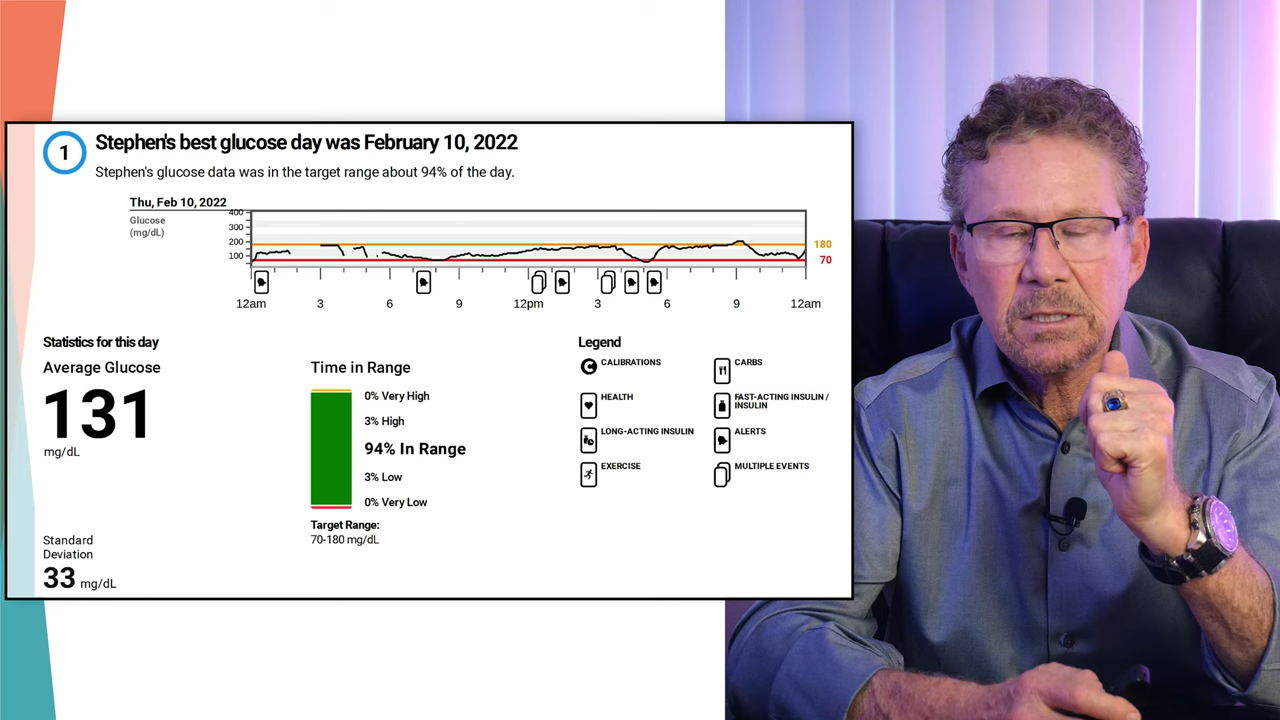 1
Stephen's best glucose day was February 10, 2022
Stephen's glucose data was in the target range about 94% of the day.
Thu, Feb 10, 2022
Glucose
(mg/dL)
400
300
200
100
180
70
12am 3 6 9 12pm 3 6 9 12am
Statistics for this day
Average Glucose
131
mg/dL
Standard
Deviation
33 mg/dL
Time in Range
0% Very High
3% High
94% In Range
3% Low
0% Very Low
Target Range:
70-180 mg/dL
Legend
C CALIBRATIONS
CARBS
HEALTH
FAST-ACTING INSULIN /
INSULIN
LONG-ACTING INSULIN
ALERTS
EXERCISE
MULTIPLE EVENTS